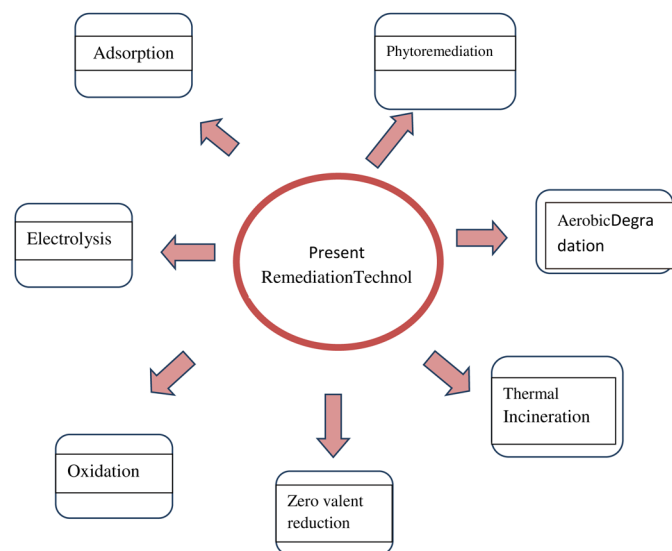 Adsorption
Phytoremediation
Electrolysis
AerobicDegra
dation
Present
RemediationTechnol
Thermal
Incineration
Oxidation
Zero valent
reduction